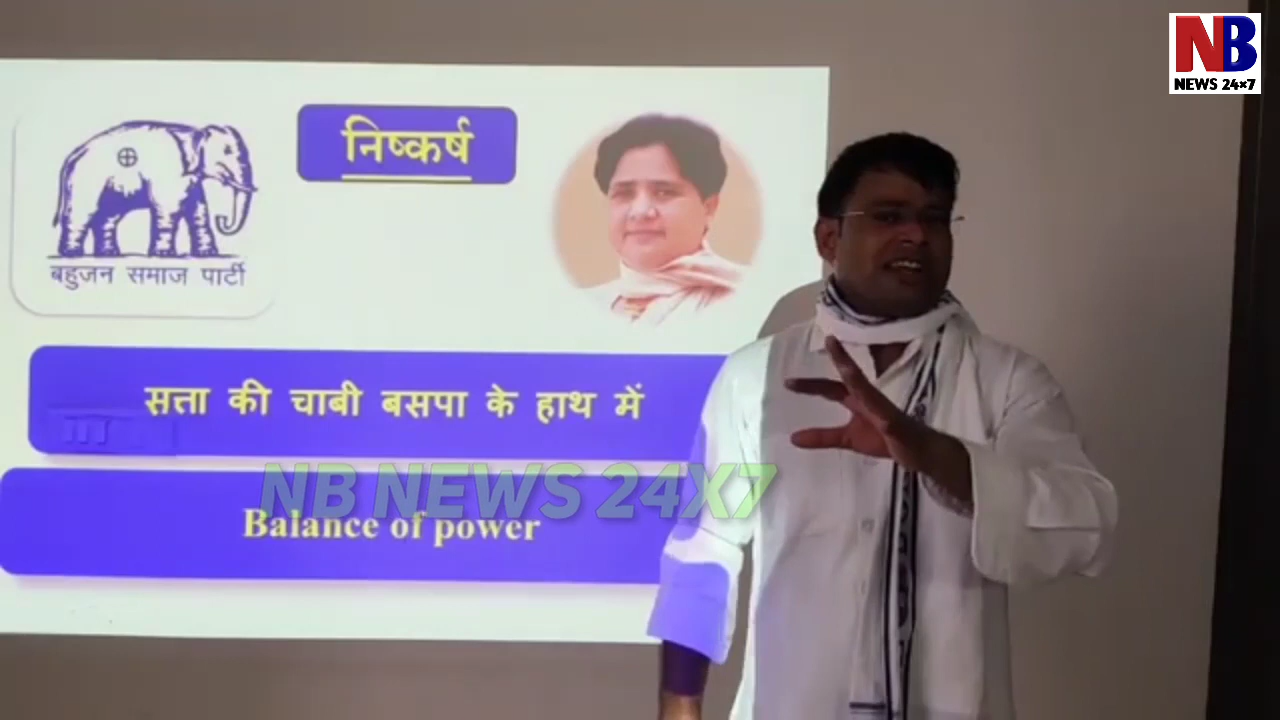 NB
NEWS 24×7
निष्कर्ष
बहुजन समाज पार्टी
सत्ता की चाबी बसपा के हाथ में
NB NEWS 24X7
Balance of power